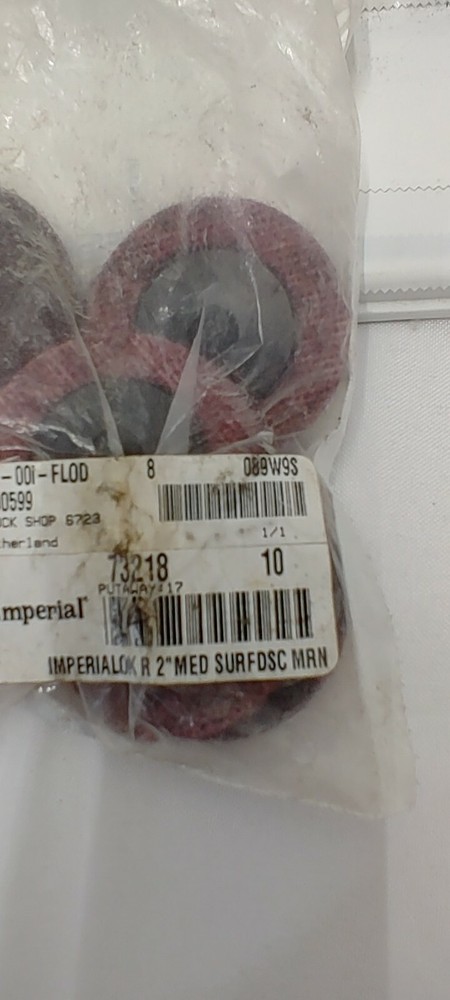 -00I-FLOD 8 089W9S
0599
CK SHOP 6723
therland 1/1
73218 10
PUTAWAY: 17
mperial
IMPERIALOK R 2"MED SURFDSC MRN